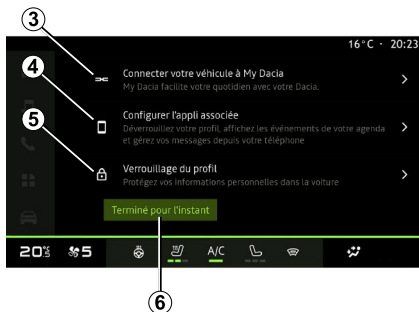 3
16°C · 20:23
4
Connecter votre véhicule à My Dacia
My Dacia facilite votre quotidien avec votre Dacia.
Configurer l'appli associée
Déverrouillez votre profil, affichez les événements de votre agenda
et gérez vos messages depuis votre téléphone
5
Verrouillage du profil
Protégez vos informations personnelles dans la voiture
Terminé pour l'instant
20°5 5 A/C
6